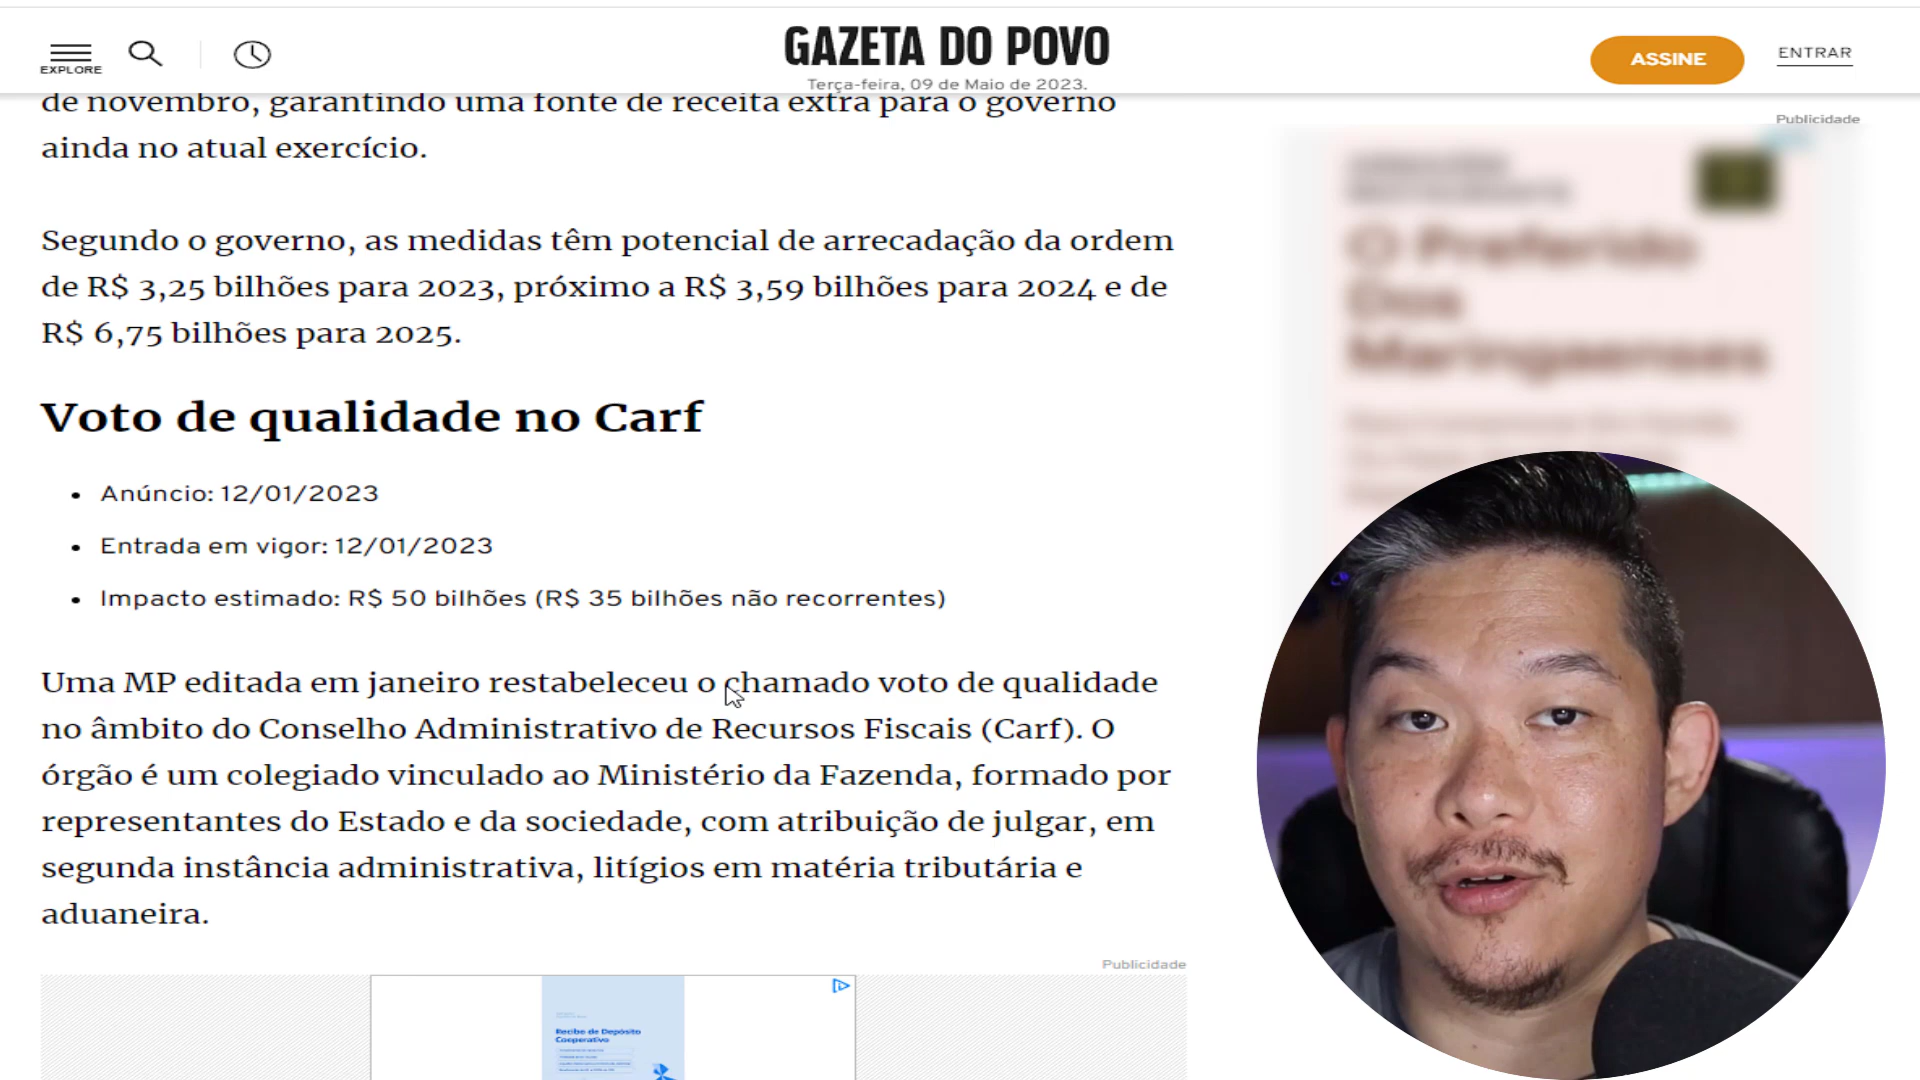 EXPLORE
GAZETA DO POVO
Terça-feira, 09 de Maio de 2023.
ASSINE
ENTRAR
de novembro, garantindo uma fonte de receita extra para o governo
ainda no atual exercício.
Publicidade
Segundo o governo, as medidas têm potencial de arrecadação da ordem
de R$ 3,25 bilhões para 2023, próximo a R$ 3,59 bilhões para 2024 e de
R$ 6,75 bilhões para 2025.
O Preferido
Dos
Maringaenses
Voto de qualidade no Carf
• Anúncio: 12/01/2023
• Entrada em vigor: 12/01/2023
• Impacto estimado: R$ 50 bilhões (R$ 35 bilhões não recorrentes)
Uma MP editada em janeiro restabeleceu o chamado voto de qualidade
no âmbito do Conselho Administrativo de Recursos Fiscais (Carf). O
órgão é um colegiado vinculado ao Ministério da Fazenda, formado por
representantes do Estado e da sociedade, com atribuição de julgar, em
segunda instância administrativa, litígios em matéria tributária e
aduaneira.
Publicidade
Recibo de Depósito
Cooperativo